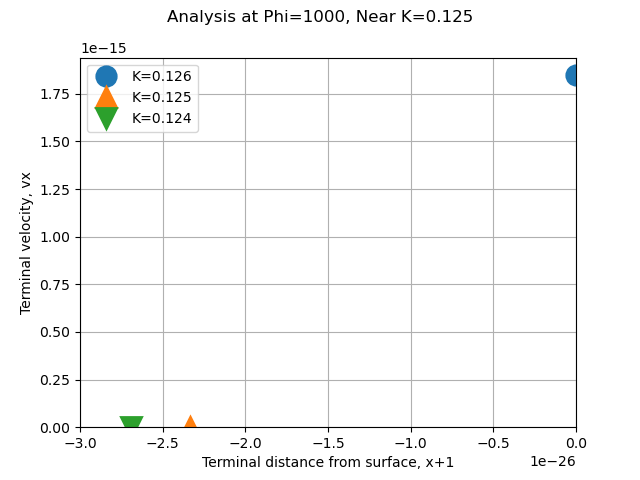 Analysis at Phi=1000, Near K=0.125
1e−15
K=0.126
K=0.125
K=0.124
1.75
1.50
1.25
1.00
0.75
0.50
0.25
0.00
Terminal velocity, vx
−3.0 −2.5 −2.0 −1.5 −1.0 −0.5 0.0
Terminal distance from surface, x+1
1e−26